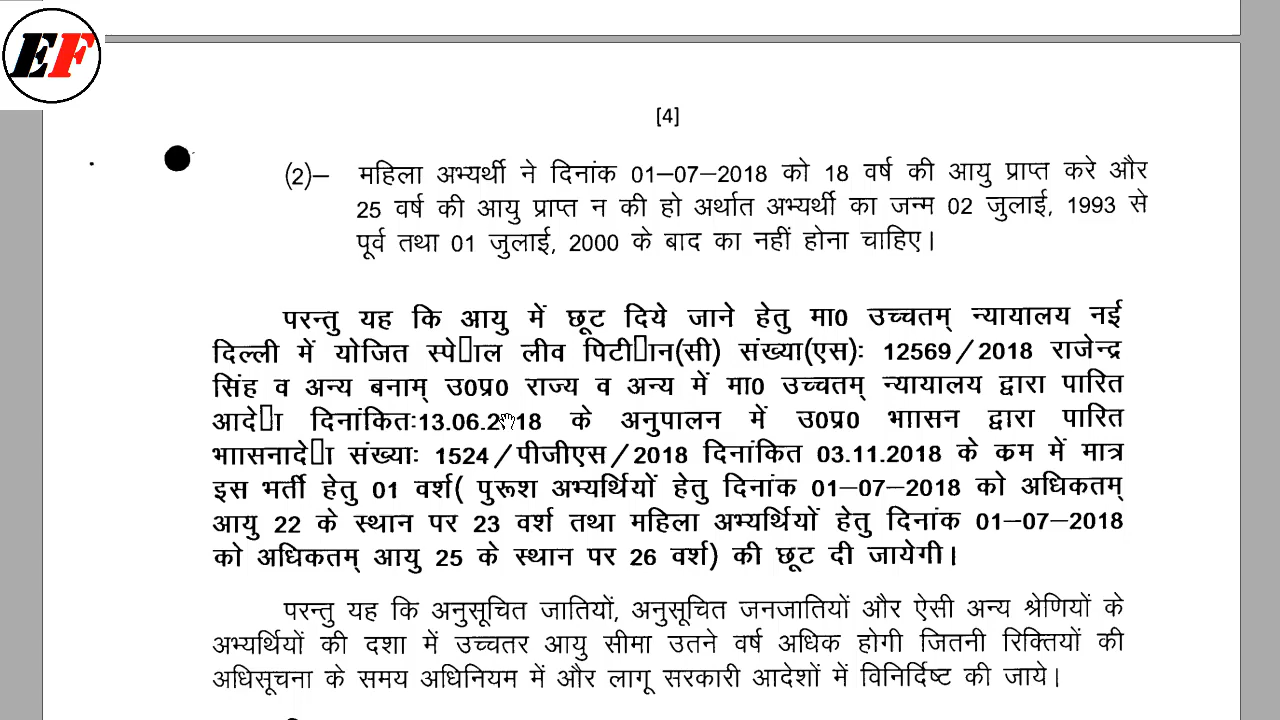 EF
[4]
(2)– महिला अभ्यर्थी ने दिनांक 01–07–2018 को 18 वर्ष की आयु प्राप्त करे और
25 वर्ष की आयु प्राप्त न की हो अर्थात अभ्यर्थी का जन्म 02 जुलाई, 1993 से
पूर्व तथा 01 जुलाई, 2000 के बाद का नहीं होना चाहिए।
परन्तु यह कि आयु में छूट दिये जाने हेतु मा0 उच्चतम् न्यायालय नई
दिल्ली में योजित स्पे▯ाल लीव पिटी▯ान(सी) संख्या(एस): 12569/2018 राजेन्द्र
सिंह व अन्य बनाम् उ0प्र0 राज्य व अन्य में मा0 उच्चतम् न्यायालय द्वारा पारित
आदे▯ा दिनांकितः13.06.2018 के अनुपालन में उ0प्र0 भाासन द्वारा पारित
भाासनादे▯ा संख्याः 1524/पीजीएस/2018 दिनांकित 03.11.2018 के कम में मात्र
इस भर्ती हेतु 01 वर्श( पुरूश अभ्यर्थियों हेतु दिनांक 01–07–2018 को अधिकतम्
आयु 22 के स्थान पर 23 वर्श तथा महिला अभ्यर्थियों हेतु दिनांक 01–07–2018
को अधिकतम् आयु 25 के स्थान पर 26 वर्श) की छूट दी जायेगी।
परन्तु यह कि अनुसूचित जातियों, अनुसूचित जनजातियों और ऐसी अन्य श्रेणियों के
अभ्यर्थियों की दशा में उच्चतर आयु सीमा उतने वर्ष अधिक होगी जितनी रिक्तियों की
अधिसूचना के समय अधिनियम में और लागू सरकारी आदेशों में विनिर्दिष्ट की जाये।